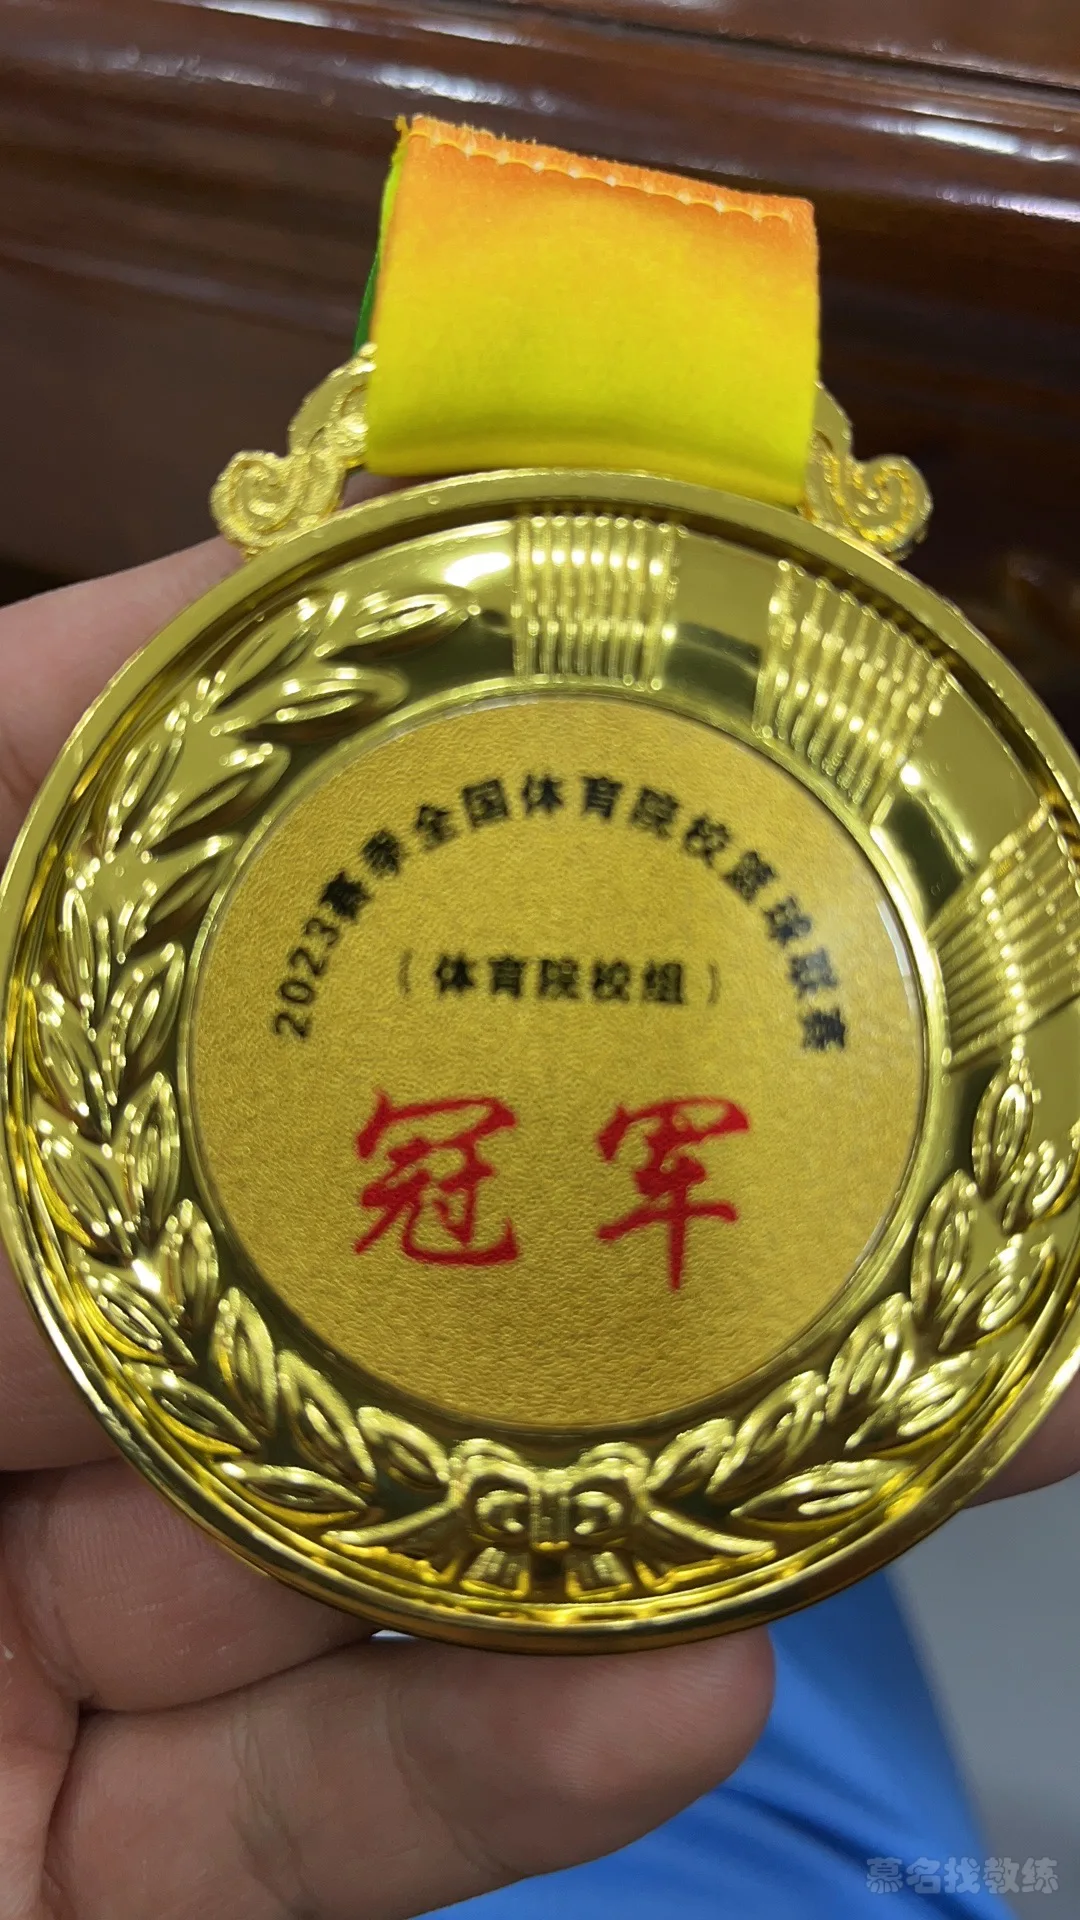 2023赛季全国体育院校篮球联赛
（体育院校组）
冠军
慕名找教练